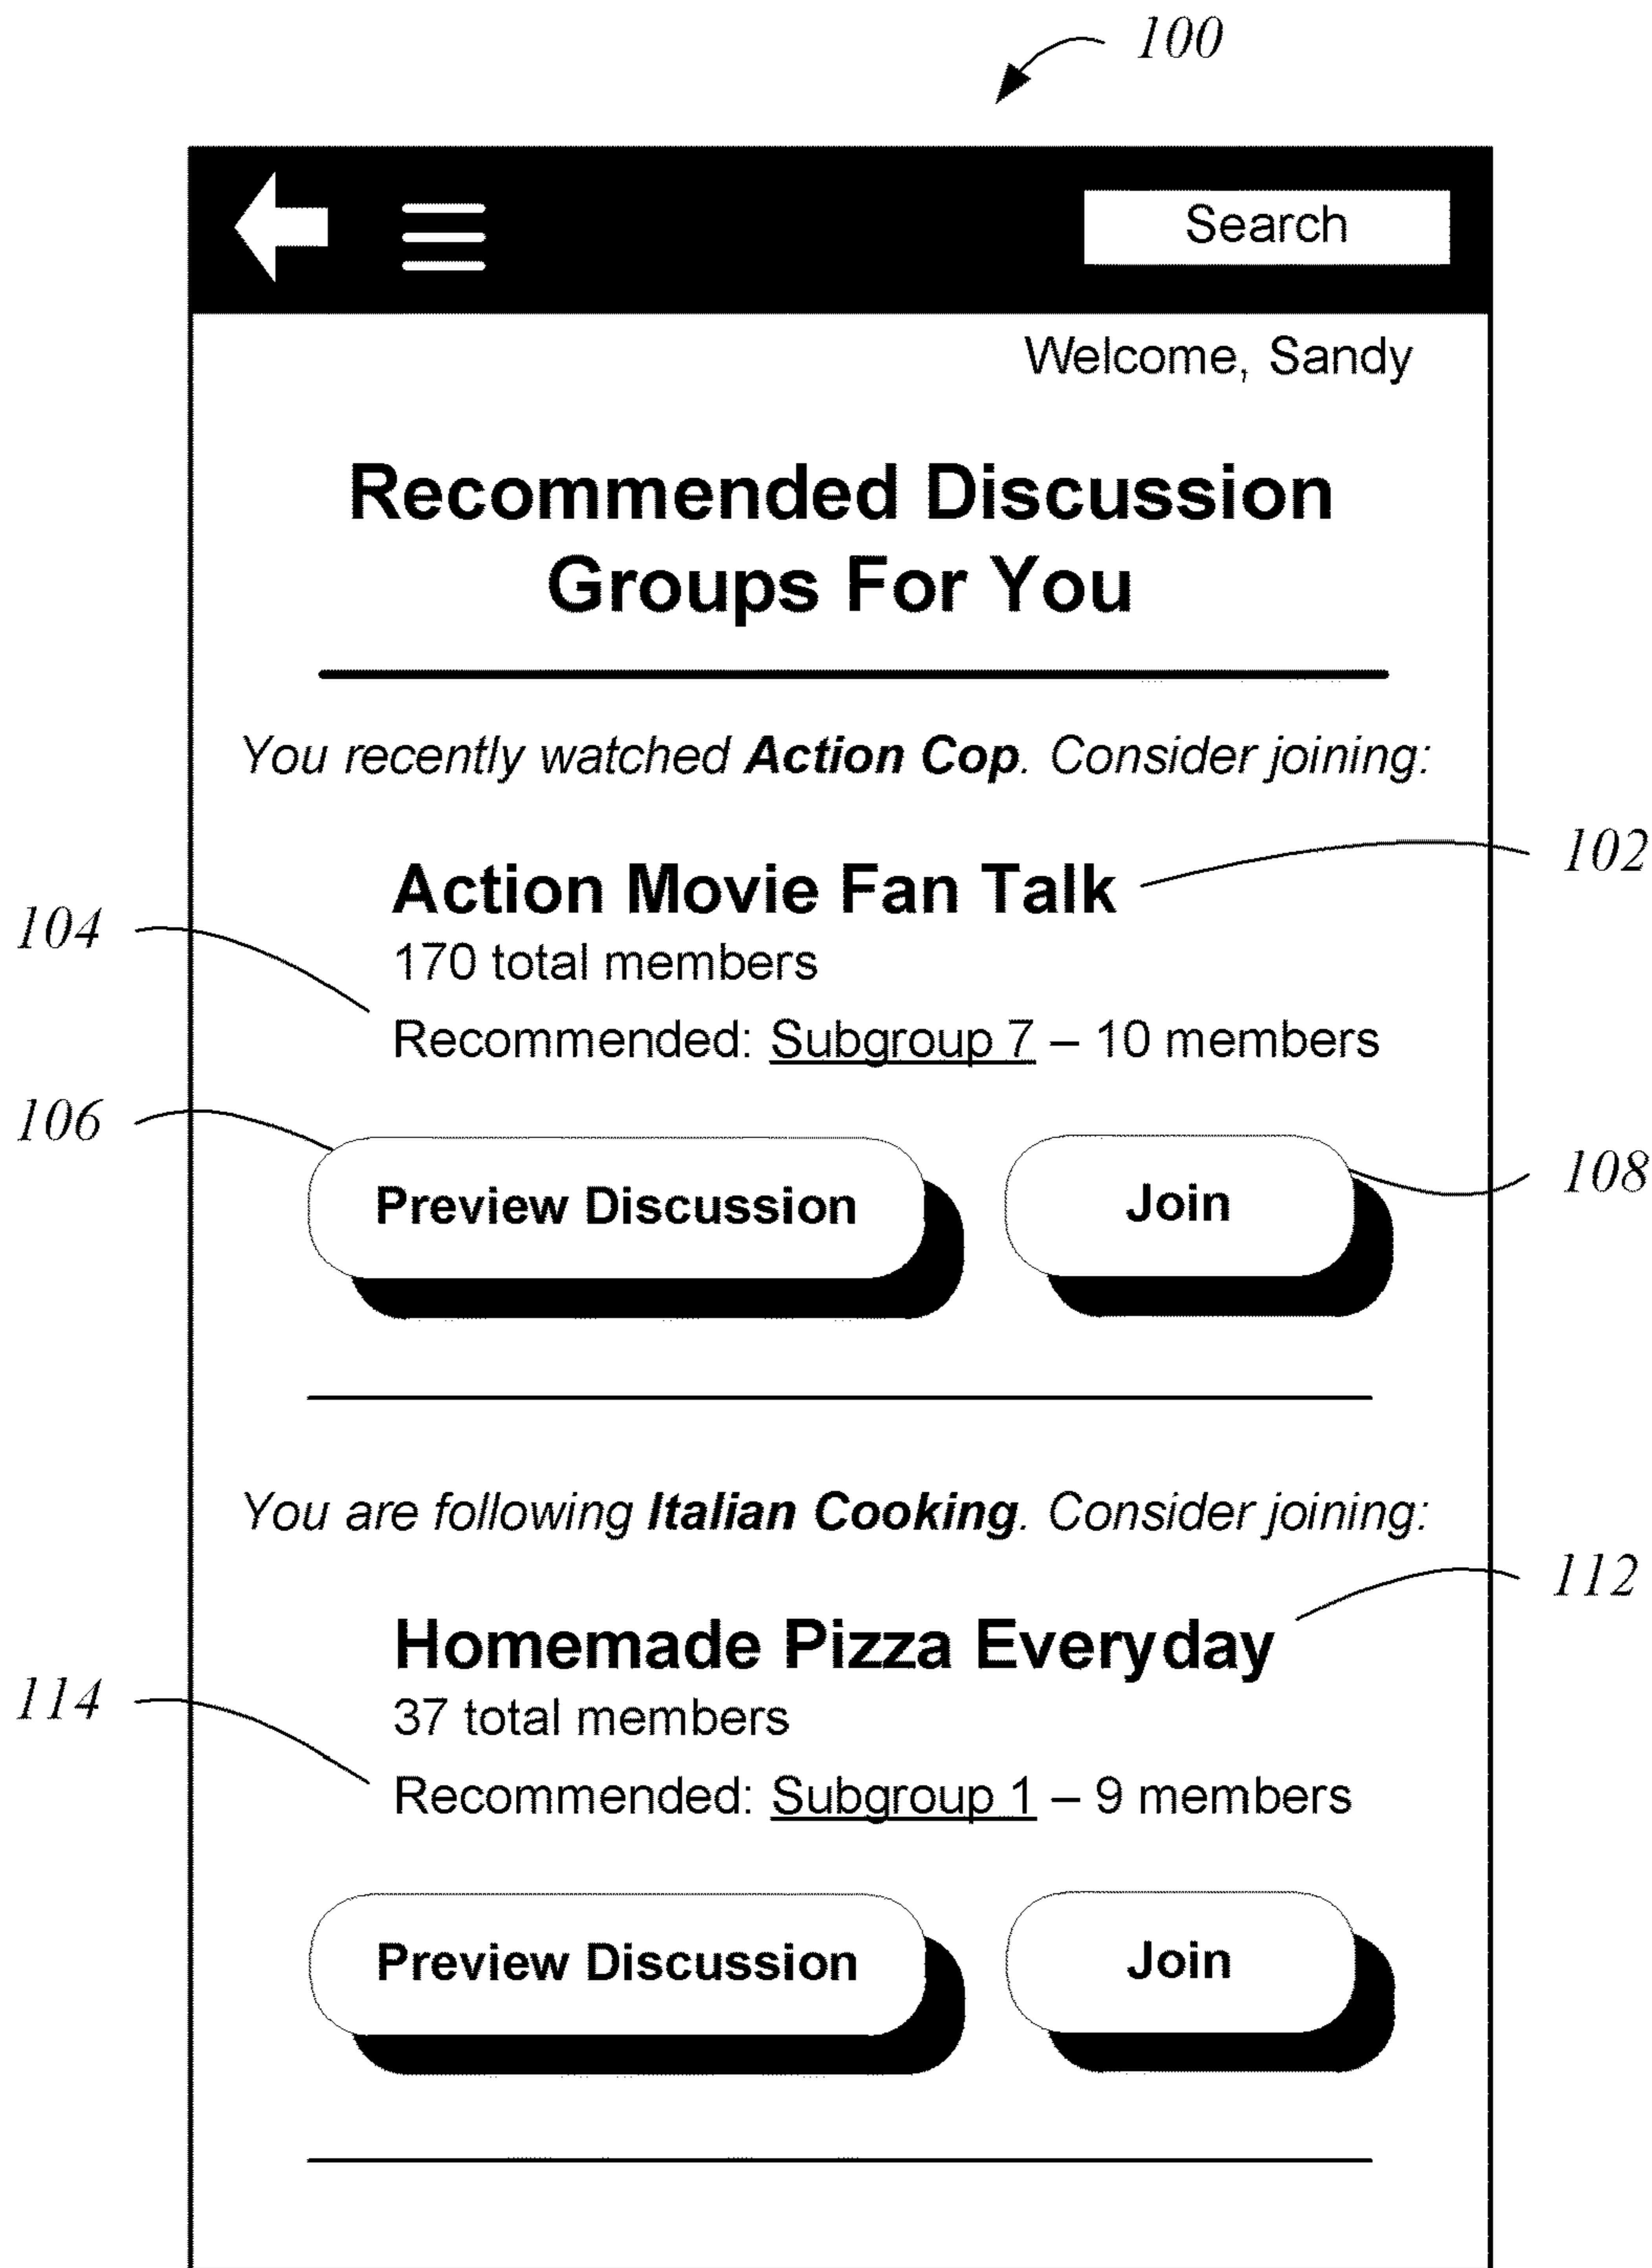 100
Search
Welcome, Sandy
Recommended Discussion
Groups For You
You recently watched Action Cop. Consider joining:
102
Action Movie Fan Talk
104
170 total members
Recommended: Subgroup 7 – 10 members
106
108
Preview Discussion
Join
You are following Italian Cooking. Consider joining:
112
Homemade Pizza Everyday
114
37 total members
Recommended: Subgroup 1 – 9 members
Preview Discussion
Join